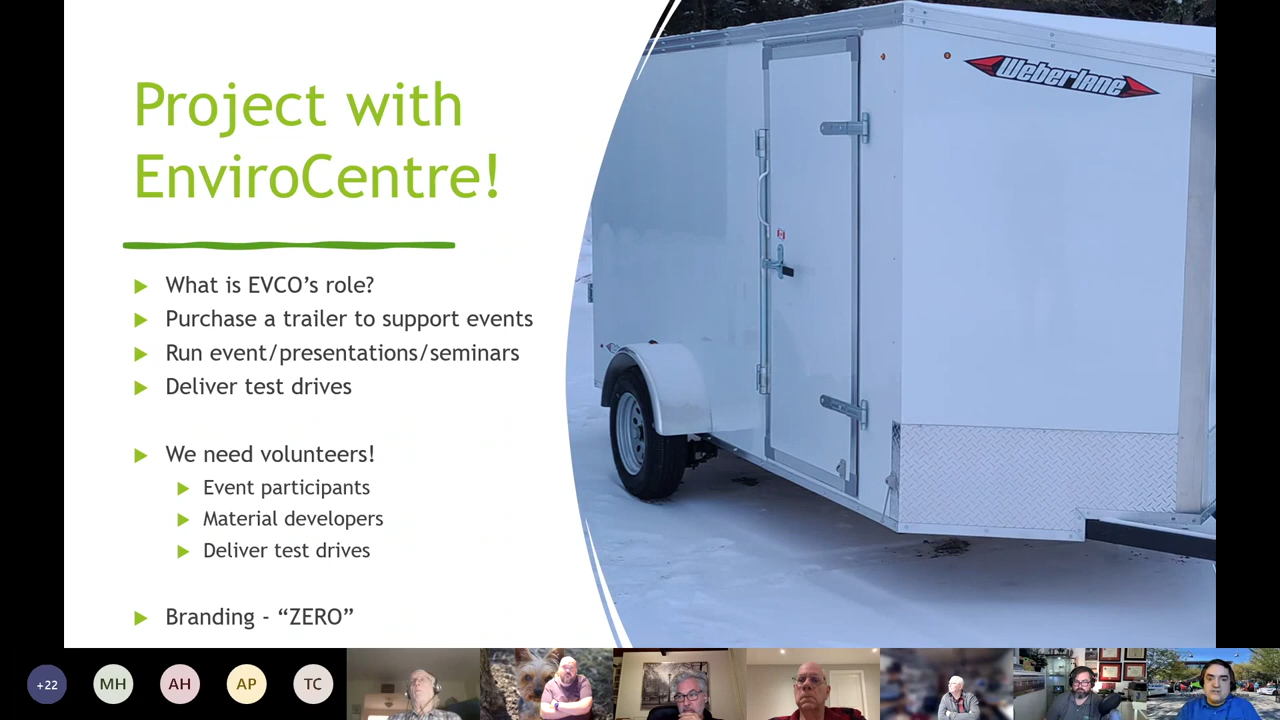 Project with
EnviroCentre!
What is EVCO's role?
Purchase a trailer to support events
Run event/presentations/seminars
Deliver test drives
We need volunteers!
Event participants
Material developers
Deliver test drives
Branding - “ZERO”
Weberlane
+22
MH
AH
AP
TC